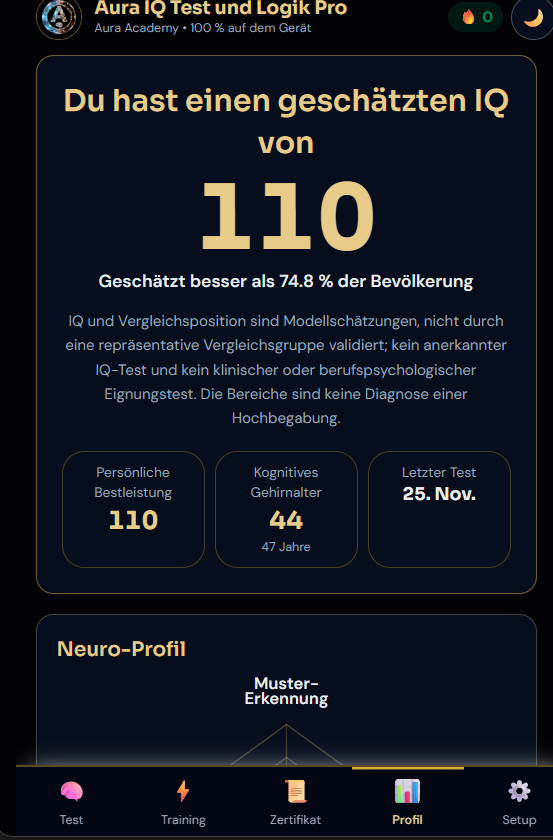 Aura IQ Test und Logik Pro
Aura Academy • 100 % auf dem Gerät
0
Du hast einen geschätzten IQ
von
110
Geschätzt besser als 74.8 % der Bevölkerung
IQ und Vergleichsposition sind Modellschätzungen, nicht durch
eine repräsentative Vergleichsgruppe validiert; kein anerkannter
IQ-Test und kein klinischer oder berufspsychologischer
Eignungstest. Die Bereiche sind keine Diagnose einer
Hochbegabung.
Persönliche
Bestleistung
110
Kognitives
Gehirnalter
44
47 Jahre
Letzter Test
25. Nov.
Neuro-Profil
Muster-
Erkennung
Test
Training
Zertifikat
Profil
Setup